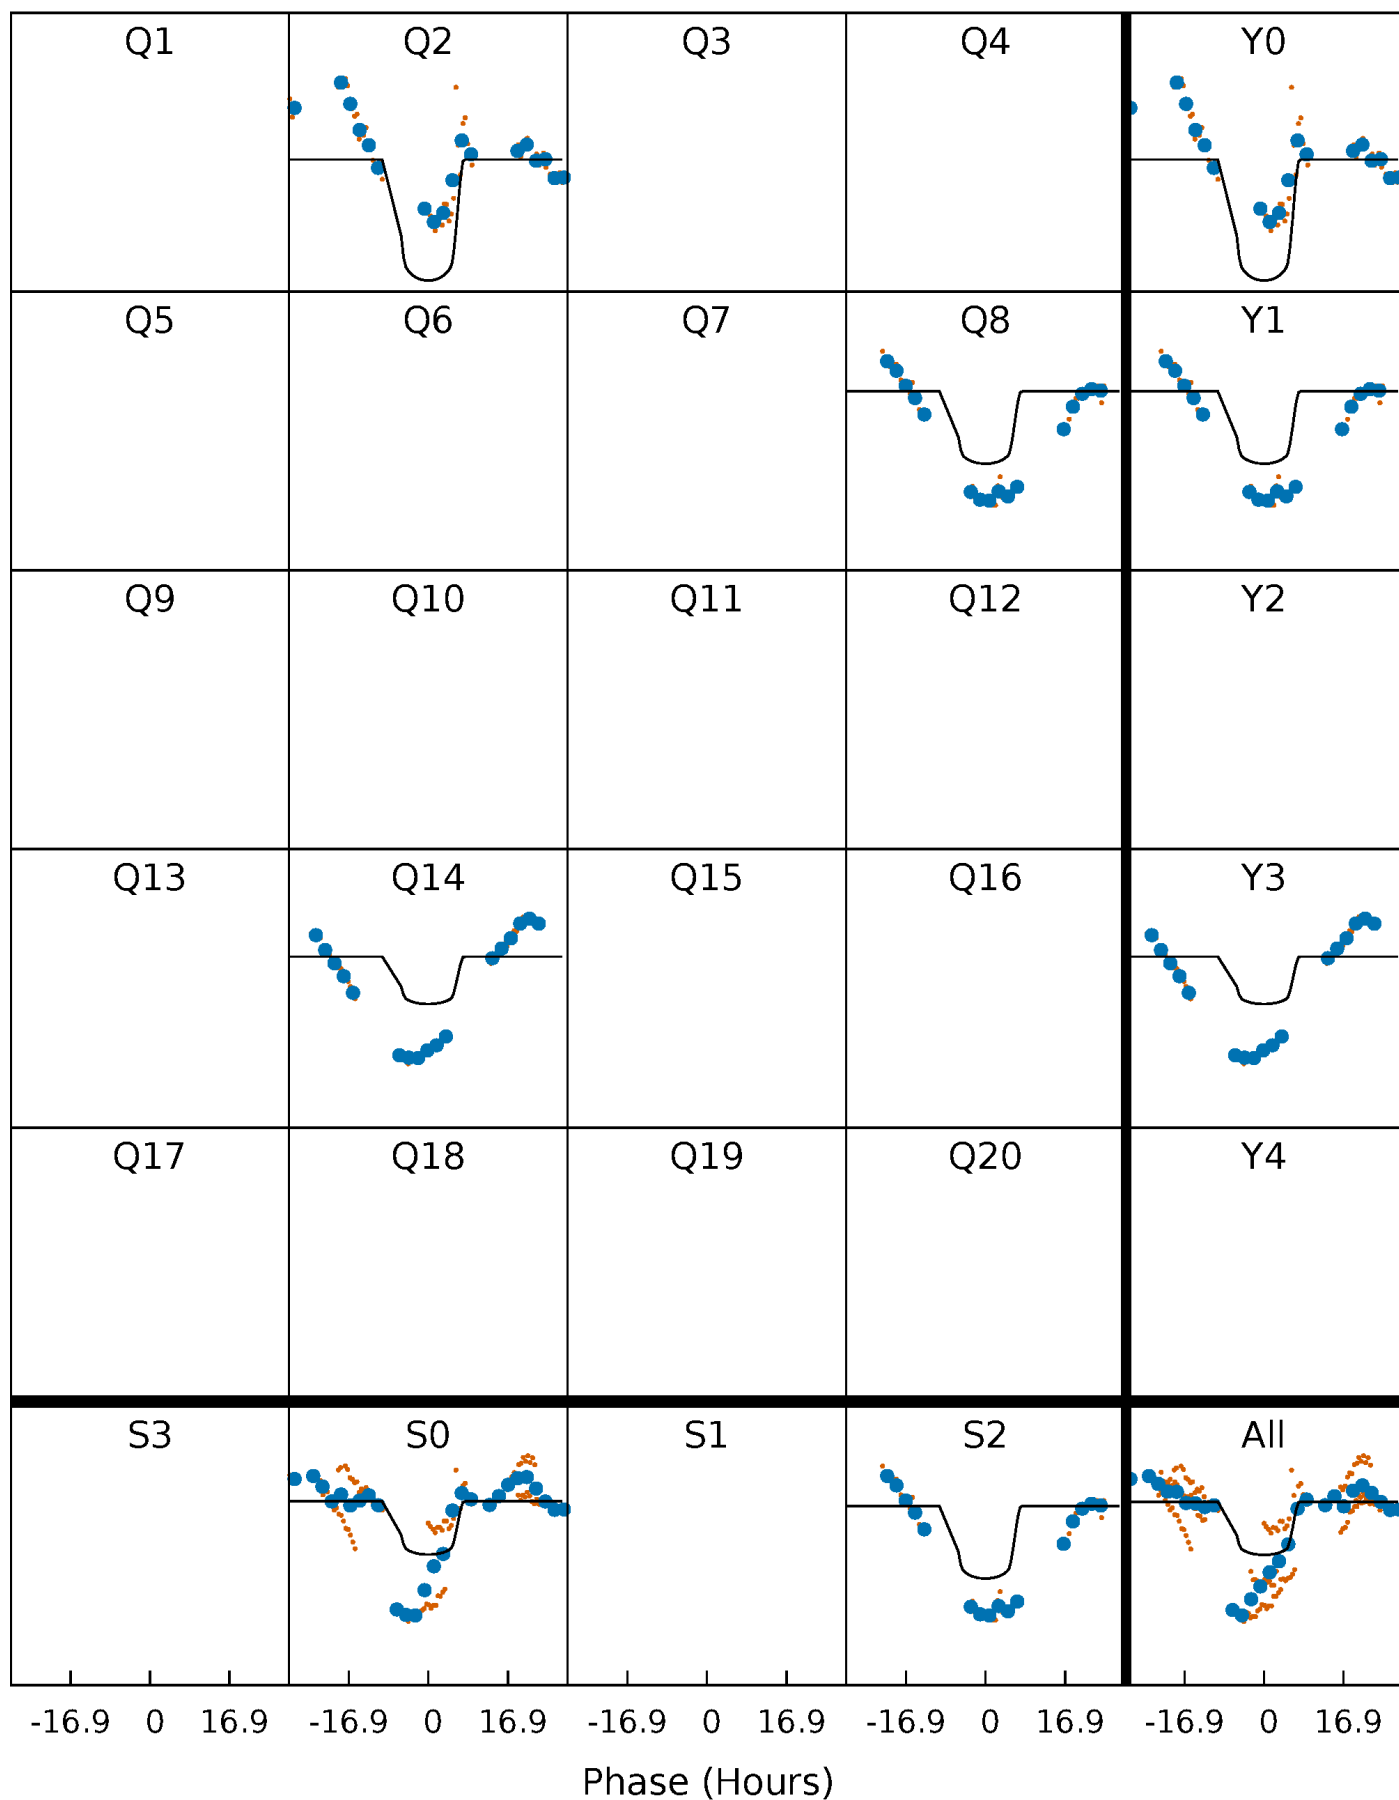 Q1 Q2 Q3 Q4 Y0
Q5 Q6 Q7 Q8 Y1
Q9 Q10 Q11 Q12 Y2
Q13 Q14 Q15 Q16 Y3
Q17 Q18 Q19 Q20 Y4
S3 S0 S1 S2 All
-16.9 0 16.9 -16.9 0 16.9 -16.9 0 16.9 -16.9 0 16.9 -16.9 0 16.9
Phase (Hours)